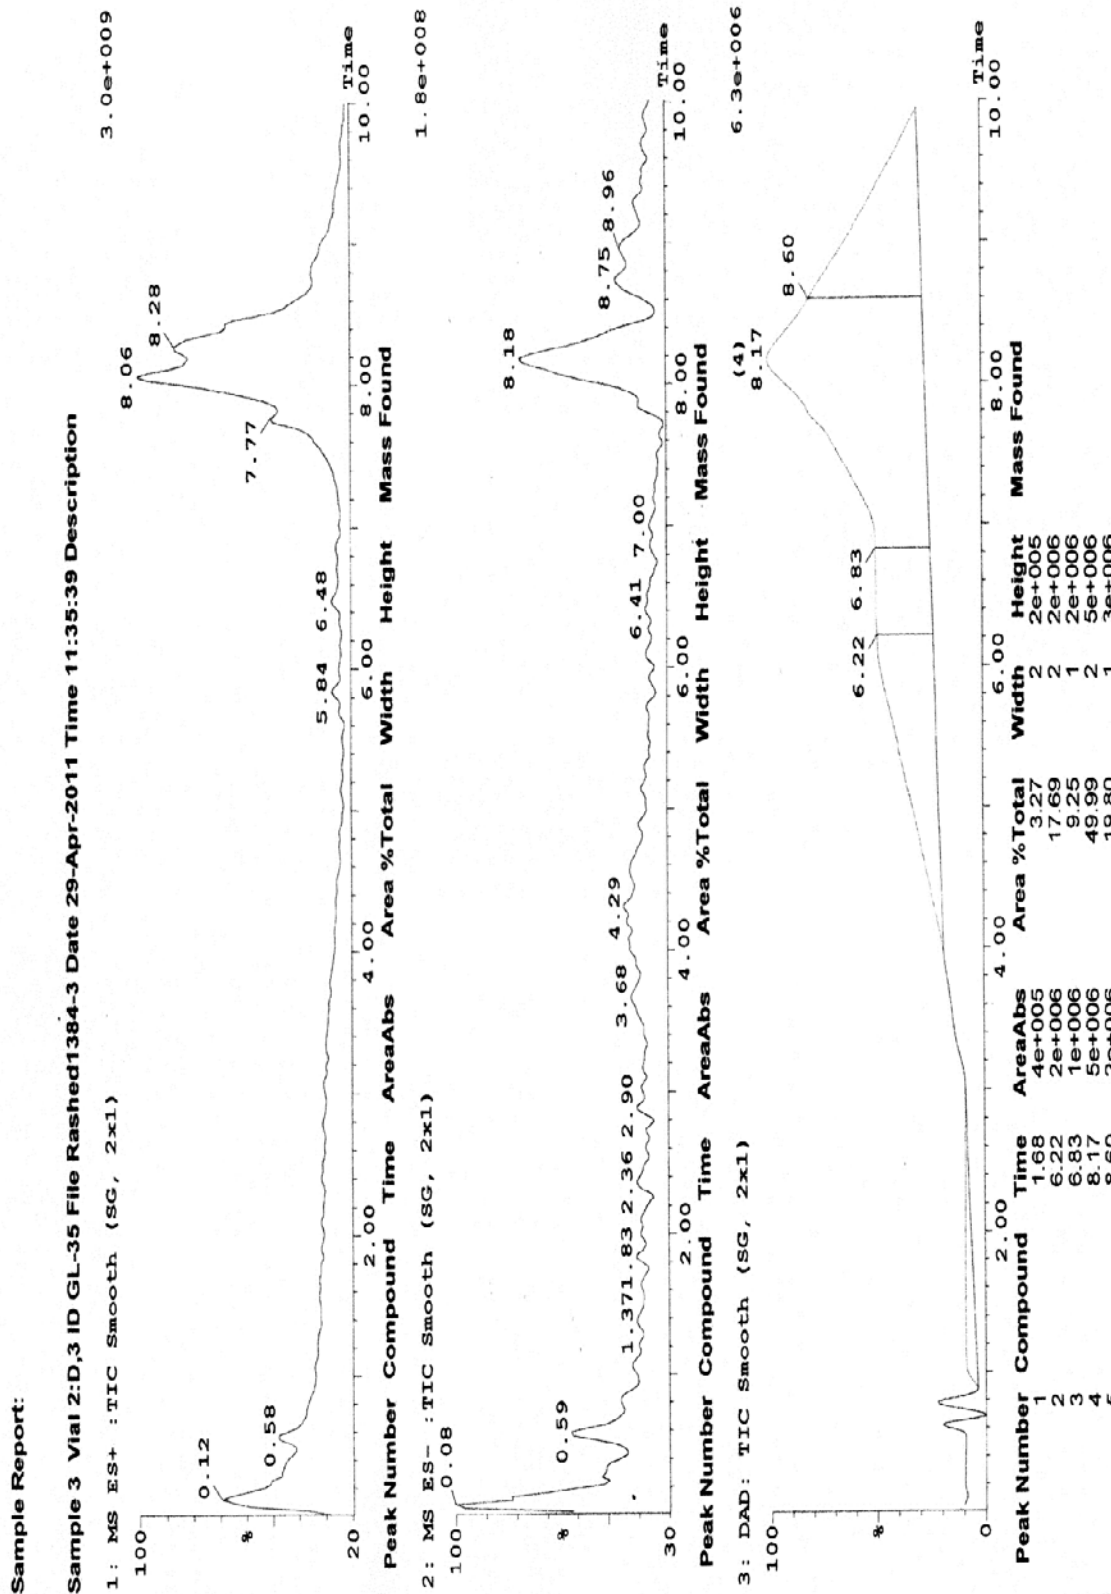 Sample Report:
Sample 3 Vial 2:D,3 ID GL-35 File Rashed1384-3 Date 29-Apr-2011 Time 11:35:39 Description
1: MS ES+ :TIC Smooth (SG, 2x1)
3.0e+009
100
%
20
0.12
0.58
5.84
6.48
7.77
8.06
8.28
2.00
4.00
6.00
8.00
10.00
Time
Peak Number Compound Time AreaAbs Area %Total Width Height Mass Found
2: MS ES- :TIC Smooth (SG, 2x1)
1.8e+008
100
%
30
0.08
0.59
1.37
1.83
2.36
2.90
3.68
4.29
6.41
7.00
8.18
8.75
8.96
2.00
4.00
6.00
8.00
10.00
Time
Peak Number Compound Time AreaAbs Area %Total Width Height Mass Found
3: DAD: TIC Smooth (SG, 2x1)
6.3e+006
100
%
0
6.22
6.83
(4)
8.17
8.60
2.00
4.00
6.00
8.00
10.00
Time
Peak Number Compound Time AreaAbs Area %Total Width Height Mass Found
1 1.68 4e+005 3.27 2 2e+005
2 6.22 2e+006 17.69 2 2e+006
3 6.83 1e+006 9.25 1 2e+006
4 8.17 5e+006 49.99 2 5e+006
5 8.60 2e+006 19.80 1 3e+006